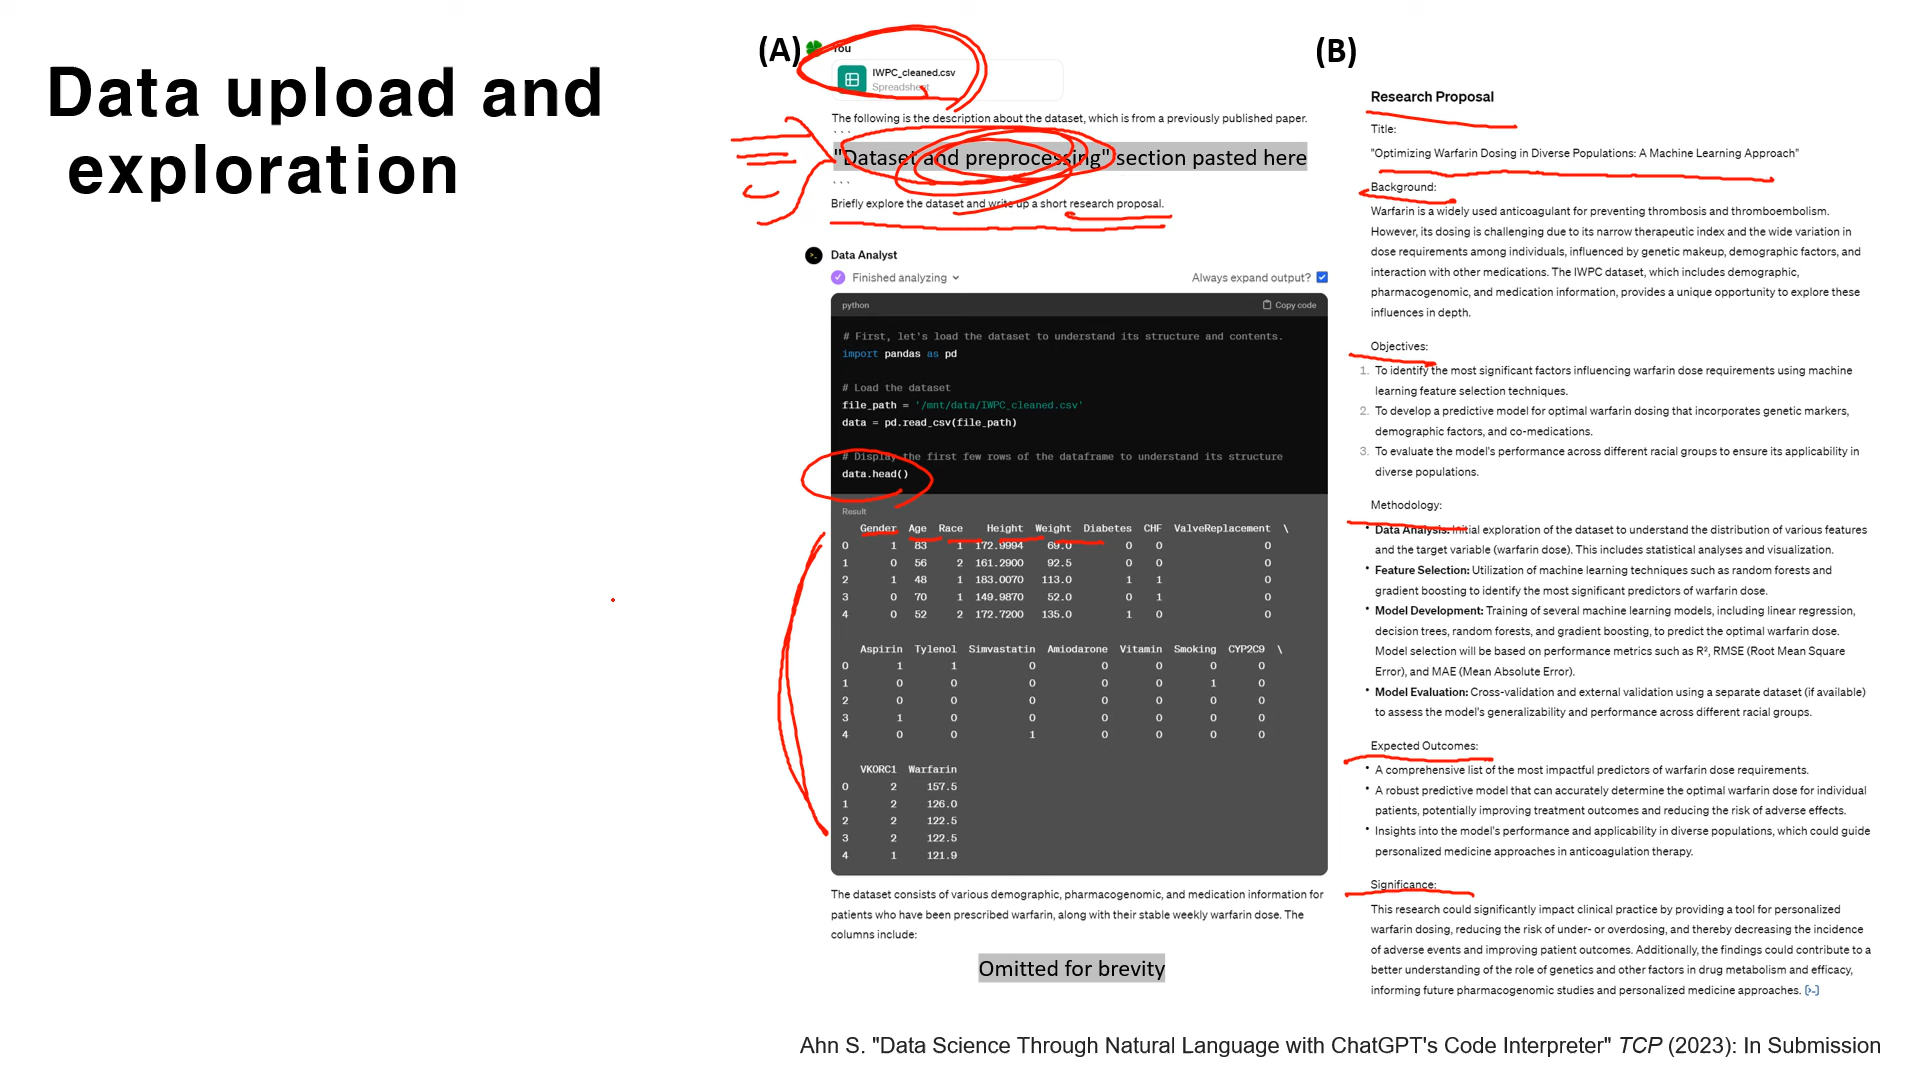 Data upload and
exploration
(A)
You
IWPC_cleaned.csv
Spreadsheet
The following is the description about the dataset, which is from a previously published paper.
```
"Dataset and preprocessing" section pasted here
```
Briefly explore the dataset and write up a short research proposal.
Data Analyst
Finished analyzing
Always expand output?
python
Copy code
# First, let's load the dataset to understand its structure and contents.
import pandas as pd
# Load the dataset
file_path = '/mnt/data/IWPC_cleaned.csv'
data = pd.read_csv(file_path)
# Display the first few rows of the dataframe to understand its structure
data.head()
Result
Gender Age Race Height Weight Diabetes CHF ValveReplacement \
0 1 83 1 172.9994 69.0 0 0 0
1 0 56 2 161.2900 92.5 0 0 0
2 1 48 1 183.0070 113.0 1 1 0
3 0 70 1 149.9870 52.0 0 1 0
4 0 52 2 172.7200 135.0 1 0 0
Aspirin Tylenol Simvastatin Amiodarone Vitamin Smoking CYP2C9 \
0 1 1 0 0 0 0 0
1 0 0 0 0 0 1 0
2 0 0 0 0 0 0 0
3 1 0 0 0 0 0 0
4 0 0 1 0 0 0 0
VKORC1 Warfarin
0 2 157.5
1 2 126.0
2 2 122.5
3 2 122.5
4 1 121.9
The dataset consists of various demographic, pharmacogenomic, and medication information for
patients who have been prescribed warfarin, along with their stable weekly warfarin dose. The
columns include:
Omitted for brevity
(B)
Research Proposal
Title:
"Optimizing Warfarin Dosing in Diverse Populations: A Machine Learning Approach"
Background:
Warfarin is a widely used anticoagulant for preventing thrombosis and thromboembolism.
However, its dosing is challenging due to its narrow therapeutic index and the wide variation in
dose requirements among individuals, influenced by genetic makeup, demographic factors, and
interaction with other medications. The IWPC dataset, which includes demographic,
pharmacogenomic, and medication information, provides a unique opportunity to explore these
influences in depth.
Objectives:
1. To identify the most significant factors influencing warfarin dose requirements using machine
learning feature selection techniques.
2. To develop a predictive model for optimal warfarin dosing that incorporates genetic markers,
demographic factors, and co-medications.
3. To evaluate the model's performance across different racial groups to ensure its applicability in
diverse populations.
Methodology:
• Data Analysis: Initial exploration of the dataset to understand the distribution of various features
and the target variable (warfarin dose). This includes statistical analyses and visualization.
• Feature Selection: Utilization of machine learning techniques such as random forests and
gradient boosting to identify the most significant predictors of warfarin dose.
• Model Development: Training of several machine learning models, including linear regression,
decision trees, random forests, and gradient boosting, to predict the optimal warfarin dose.
Model selection will be based on performance metrics such as R², RMSE (Root Mean Square
Error), and MAE (Mean Absolute Error).
• Model Evaluation: Cross-validation and external validation using a separate dataset (if available)
to assess the model's generalizability and performance across different racial groups.
Expected Outcomes:
• A comprehensive list of the most impactful predictors of warfarin dose requirements.
• A robust predictive model that can accurately determine the optimal warfarin dose for individual
patients, potentially improving treatment outcomes and reducing the risk of adverse effects.
• Insights into the model's performance and applicability in diverse populations, which could guide
personalized medicine approaches in anticoagulation therapy.
Significance:
This research could significantly impact clinical practice by providing a tool for personalized
warfarin dosing, reducing the risk of under- or overdosing, and thereby decreasing the incidence
of adverse events and improving patient outcomes. Additionally, the findings could contribute to a
better understanding of the role of genetics and other factors in drug metabolism and efficacy,
informing future pharmacogenomic studies and personalized medicine approaches. [>-]
Ahn S. "Data Science Through Natural Language with ChatGPT's Code Interpreter" TCP (2023): In Submission